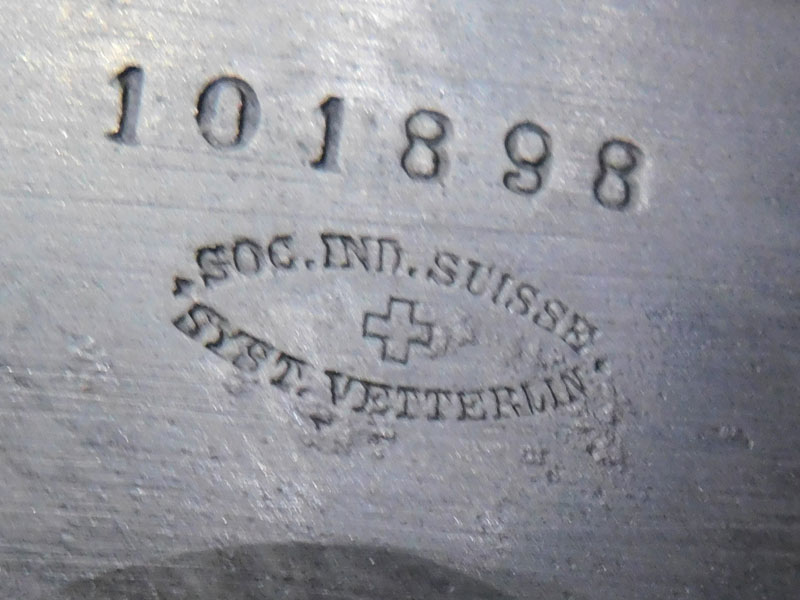 101898
SOC. IND. SUISSE
SYST. VETTERLIN